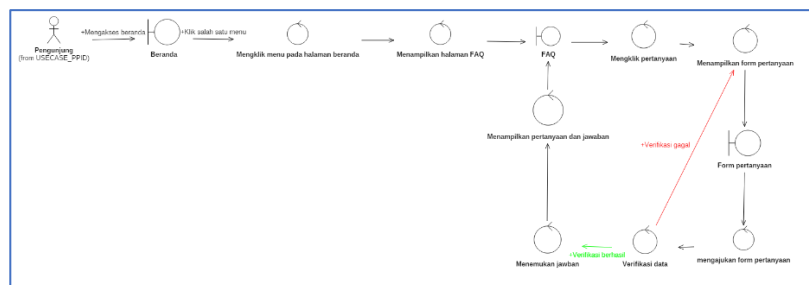 +Mengakses beranda
+Klik salah satu menu
Pengunjung
(from USECASE_PPID)
Beranda
Mengklik menu pada halaman beranda
Menampilkan halaman FAQ
FAQ
Mengklik pertanyaan
Menampilkan form pertanyaan
Menampilkan pertanyaan dan jawaban
+Verifikasi gagal
Form pertanyaan
+Verifikasi berhasil
Menemukan jawban
Verifikasi data
mengajukan form pertanyaan